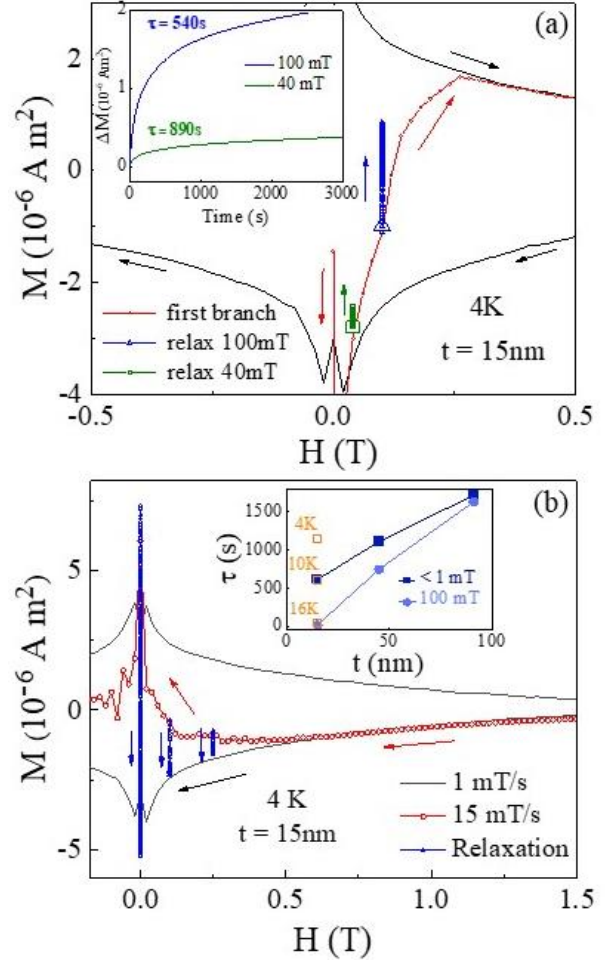 (a)
2
1
0
τ = 540s
100 mT
40 mT
τ = 890s
ΔM (10⁻⁶ Am²)
0 1000 2000 3000
Time (s)
2
0
-2
-4
M (10⁻⁶ A m²)
first branch
relax 100mT
relax 40mT
4K
t = 15nm
-0.5 0.0 0.5
H (T)
(b)
1500
1000
500
0
τ (s)
4K
10K
16K
< 1 mT
100 mT
0 50 100
t (nm)
5
0
-5
M (10⁻⁶ A m²)
4 K
t = 15nm
1 mT/s
15 mT/s
Relaxation
0.0 0.5 1.0 1.5
H (T)